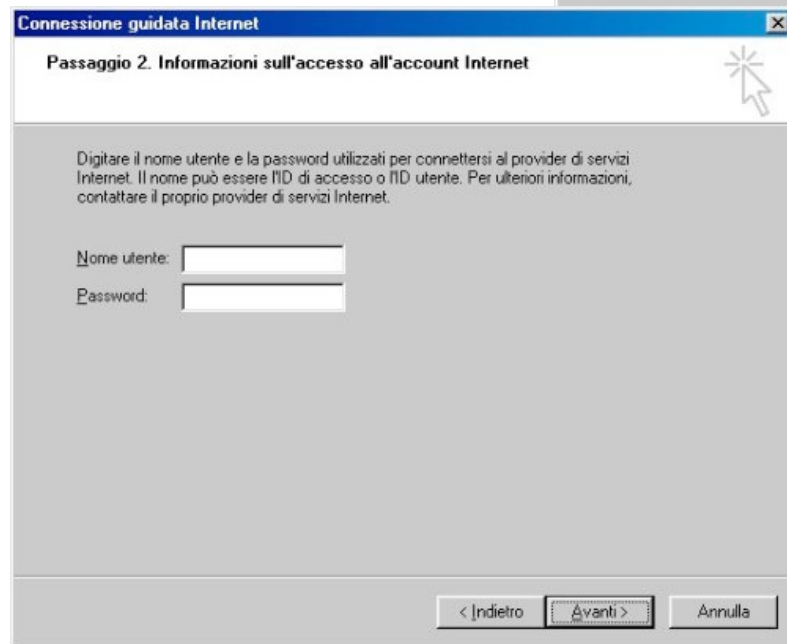 Connessione guidata Internet
Passaggio 2. Informazioni sull'accesso all'account Internet
Digitare il nome utente e la password utilizzati per connettersi al provider di servizi
Internet. Il nome può essere l'ID di accesso o l'ID utente. Per ulteriori informazioni,
contattare il proprio provider di servizi Internet.
Nome utente:
Password:
< Indietro Avanti > Annulla